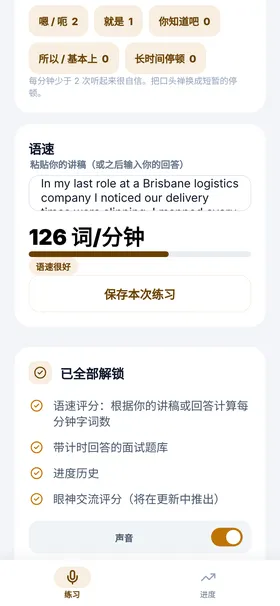 嗯 / 呃 2
就是 1
你知道吧 0
所以 / 基本上 0
长时间停顿 0
每分钟少于 2 次听起来很自信。把口头禅换成短暂的停
顿。
语速
粘贴你的讲稿（或之后输入你的回答）
In my last role at a Brisbane logistics
company I noticed our delivery
126 词/分钟
语速很好
保存本次练习
已全部解锁
语速评分：根据你的讲稿或回答计算每
分钟字词数
带计时回答的面试题库
进度历史
眼神交流评分（将在更新中推出）
声音
练习
进度